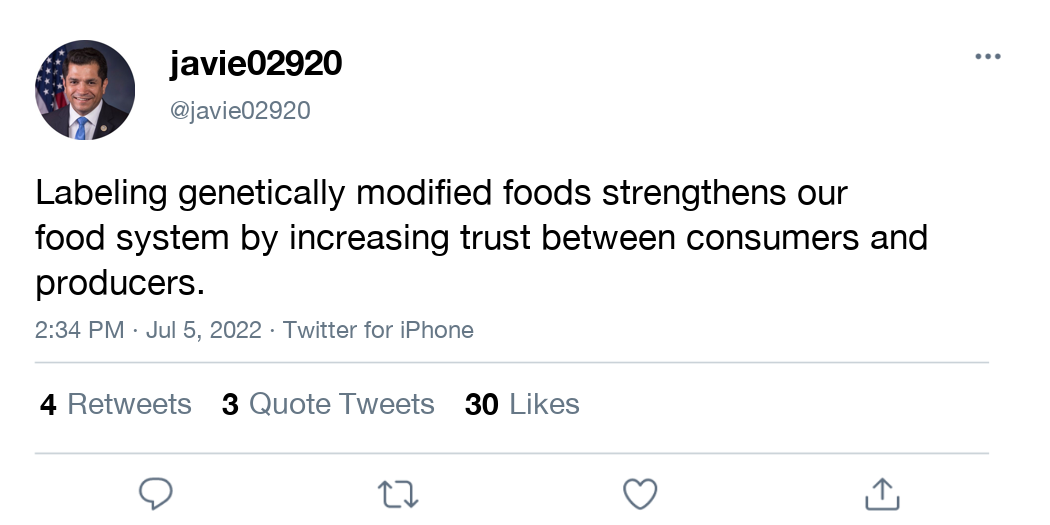 javie02920
@javie02920
Labeling genetically modified foods strengthens our
food system by increasing trust between consumers and
producers.
2:34 PM · Jul 5, 2022 · Twitter for iPhone
4 Retweets 3 Quote Tweets 30 Likes